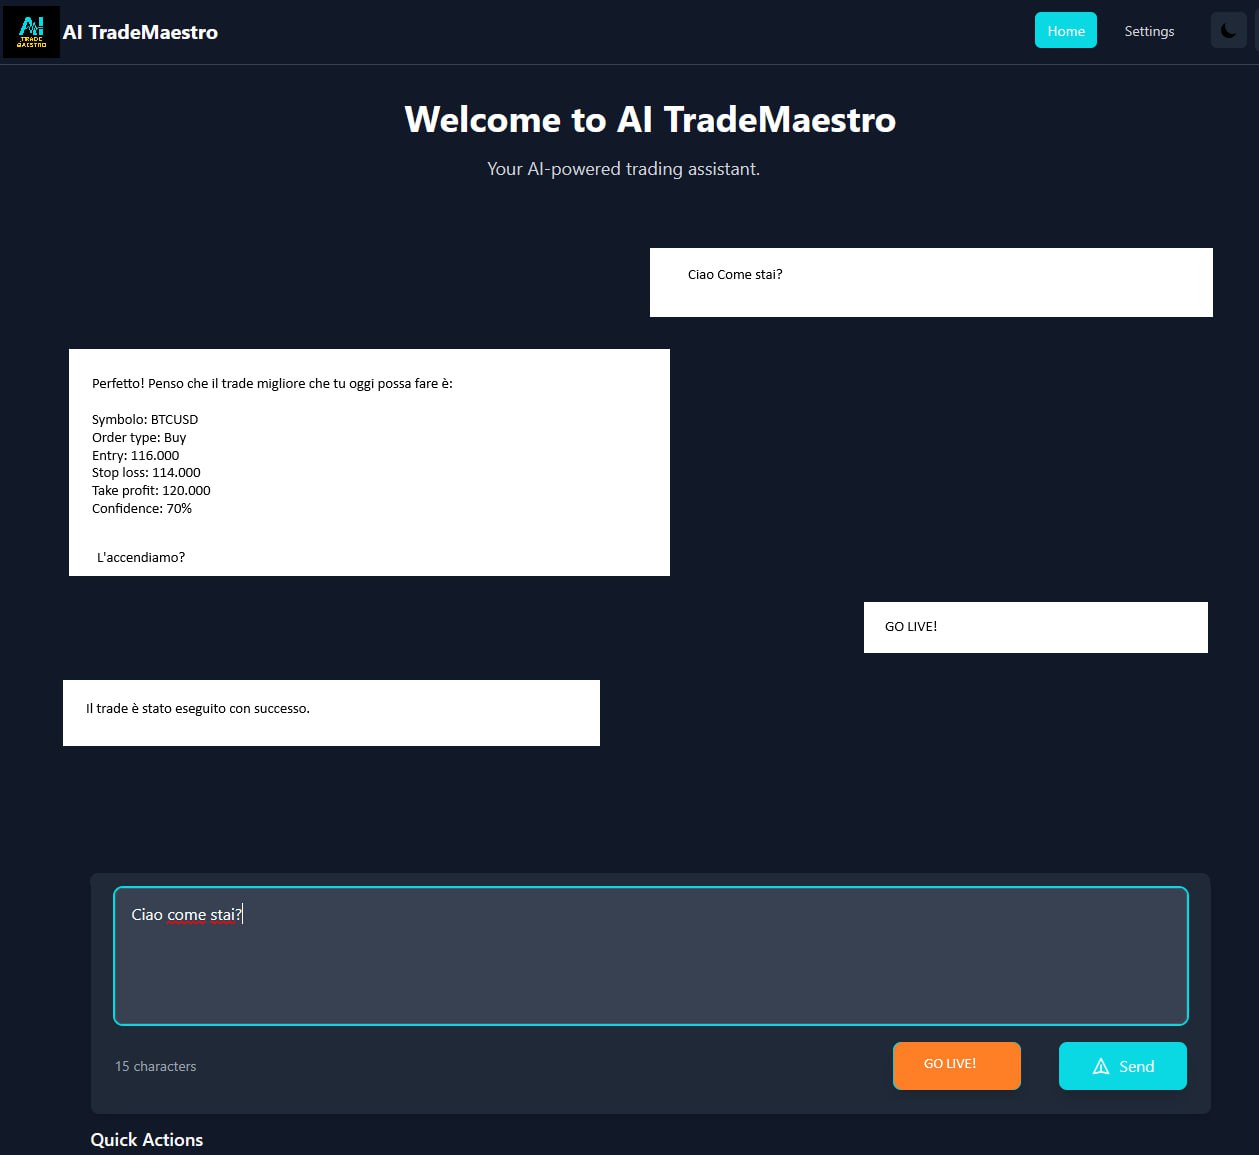 AI
TRADE
MAESTRO
AI TradeMaestro
Home
Settings
Welcome to AI TradeMaestro
Your AI-powered trading assistant.
Ciao Come stai?
Perfetto! Penso che il trade migliore che tu oggi possa fare è:
Symbolo: BTCUSD
Order type: Buy
Entry: 116.000
Stop loss: 114.000
Take profit: 120.000
Confidence: 70%
L'accendiamo?
GO LIVE!
Il trade è stato eseguito con successo.
Ciao come stai?
15 characters
GO LIVE!
Send
Quick Actions